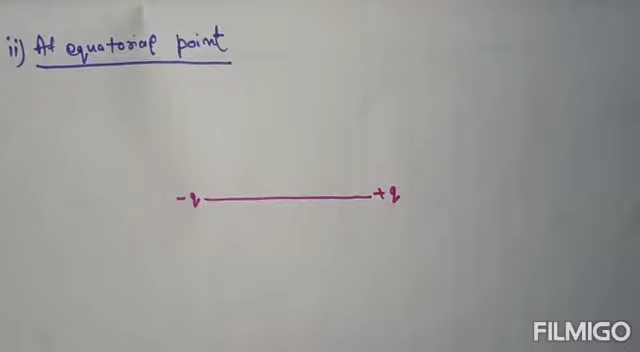 ii) At equatorial point
-q +q
FILMIGO